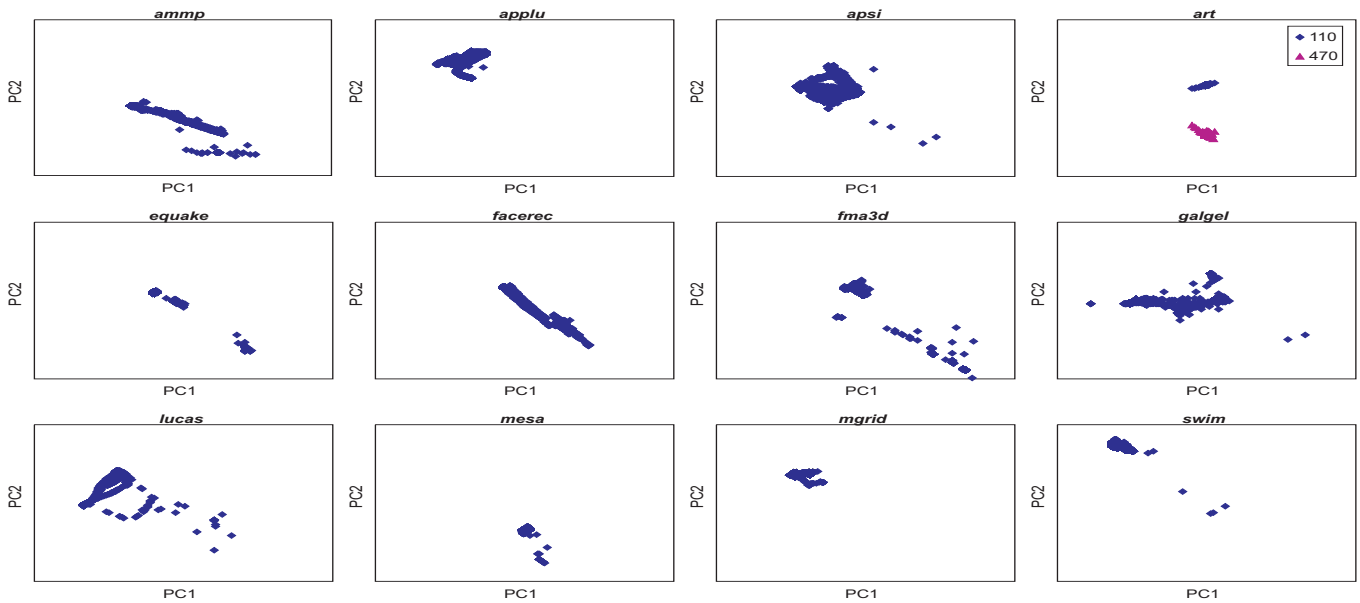 ammp
applu
apsi
art
110
470
PC2
PC2
PC2
PC2
PC1
PC1
PC1
PC1
equake
facerec
fma3d
galgel
PC2
PC2
PC2
PC2
PC1
PC1
PC1
PC1
lucas
mesa
mgrid
swim
PC2
PC2
PC2
PC2
PC1
PC1
PC1
PC1